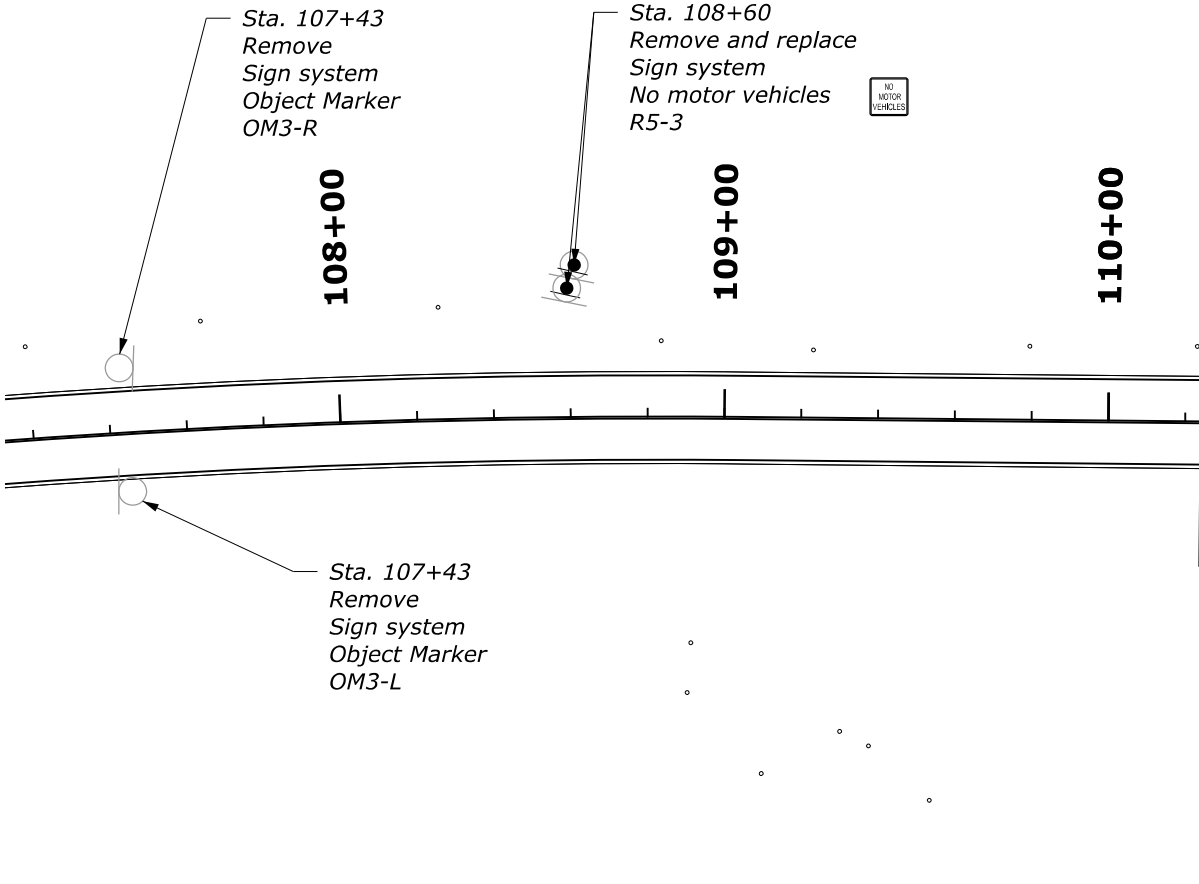 Sta. 107+43
Remove
Sign system
Object Marker
OM3-R
Sta. 108+60
Remove and replace
Sign system
No motor vehicles
R5-3
NO
MOTOR
VEHICLES
108+00
109+00
110+00
Sta. 107+43
Remove
Sign system
Object Marker
OM3-L